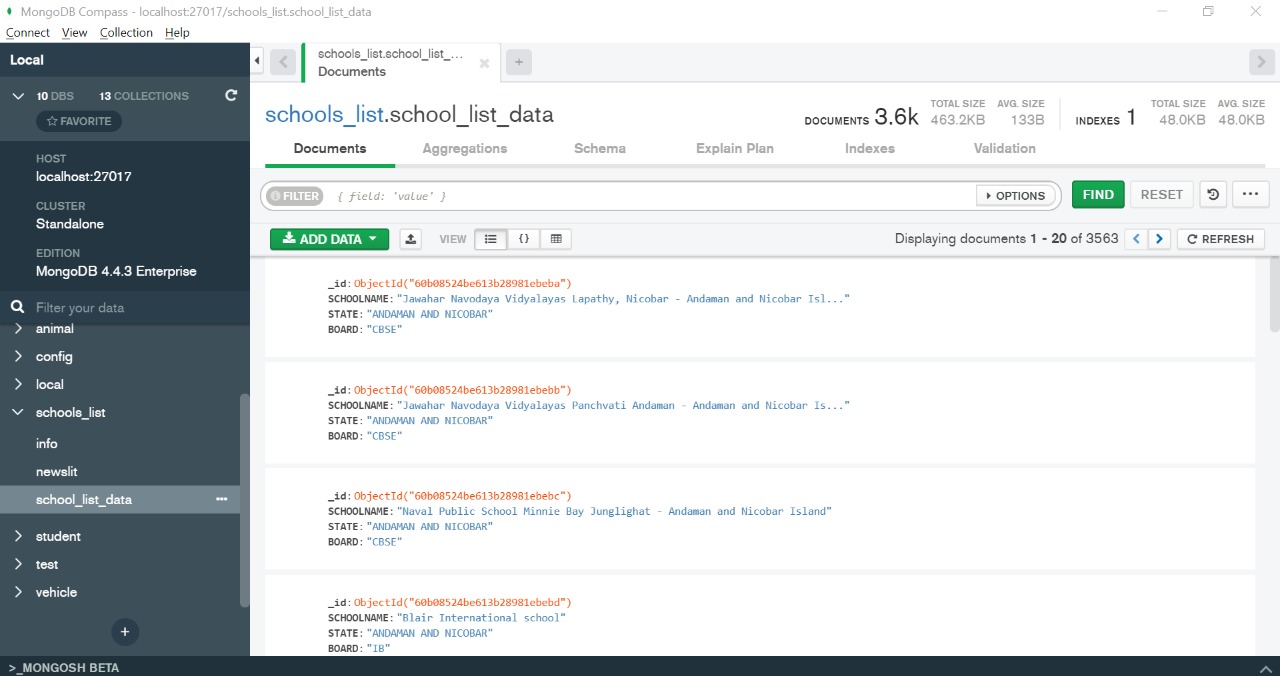 MongoDB Compass - localhost:27017/schools_list.school_list_data
Connect View Collection Help
Local
10 DBS 13 COLLECTIONS
FAVORITE
HOST
localhost:27017
CLUSTER
Standalone
EDITION
MongoDB 4.4.3 Enterprise
Filter your data
animal
config
local
schools_list
info
newslit
school_list_data
student
test
vehicle
+
>_MONGOSH BETA
schools_list.school_list_...
Documents
+
schools_list.school_list_data
DOCUMENTS 3.6k
TOTAL SIZE 463.2KB
AVG. SIZE 133B
INDEXES 1
TOTAL SIZE 48.0KB
AVG. SIZE 48.0KB
Documents Aggregations Schema Explain Plan Indexes Validation
FILTER { field: 'value' } OPTIONS FIND RESET ...
ADD DATA VIEW {} Displaying documents 1 - 20 of 3563 < > REFRESH
_id: ObjectId("60b08524be613b28981ebeba")
SCHOOLNAME: "Jawahar Navodaya Vidyalayas Lapathy, Nicobar - Andaman and Nicobar Isl..."
STATE: "ANDAMAN AND NICOBAR"
BOARD: "CBSE"
_id: ObjectId("60b08524be613b28981ebebb")
SCHOOLNAME: "Jawahar Navodaya Vidyalayas Panchvati Andaman - Andaman and Nicobar Is..."
STATE: "ANDAMAN AND NICOBAR"
BOARD: "CBSE"
_id: ObjectId("60b08524be613b28981ebebc")
SCHOOLNAME: "Naval Public School Minnie Bay Junglighat - Andaman and Nicobar Island"
STATE: "ANDAMAN AND NICOBAR"
BOARD: "CBSE"
_id: ObjectId("60b08524be613b28981ebebd")
SCHOOLNAME: "Blair International school"
STATE: "ANDAMAN AND NICOBAR"
BOARD: "IB"